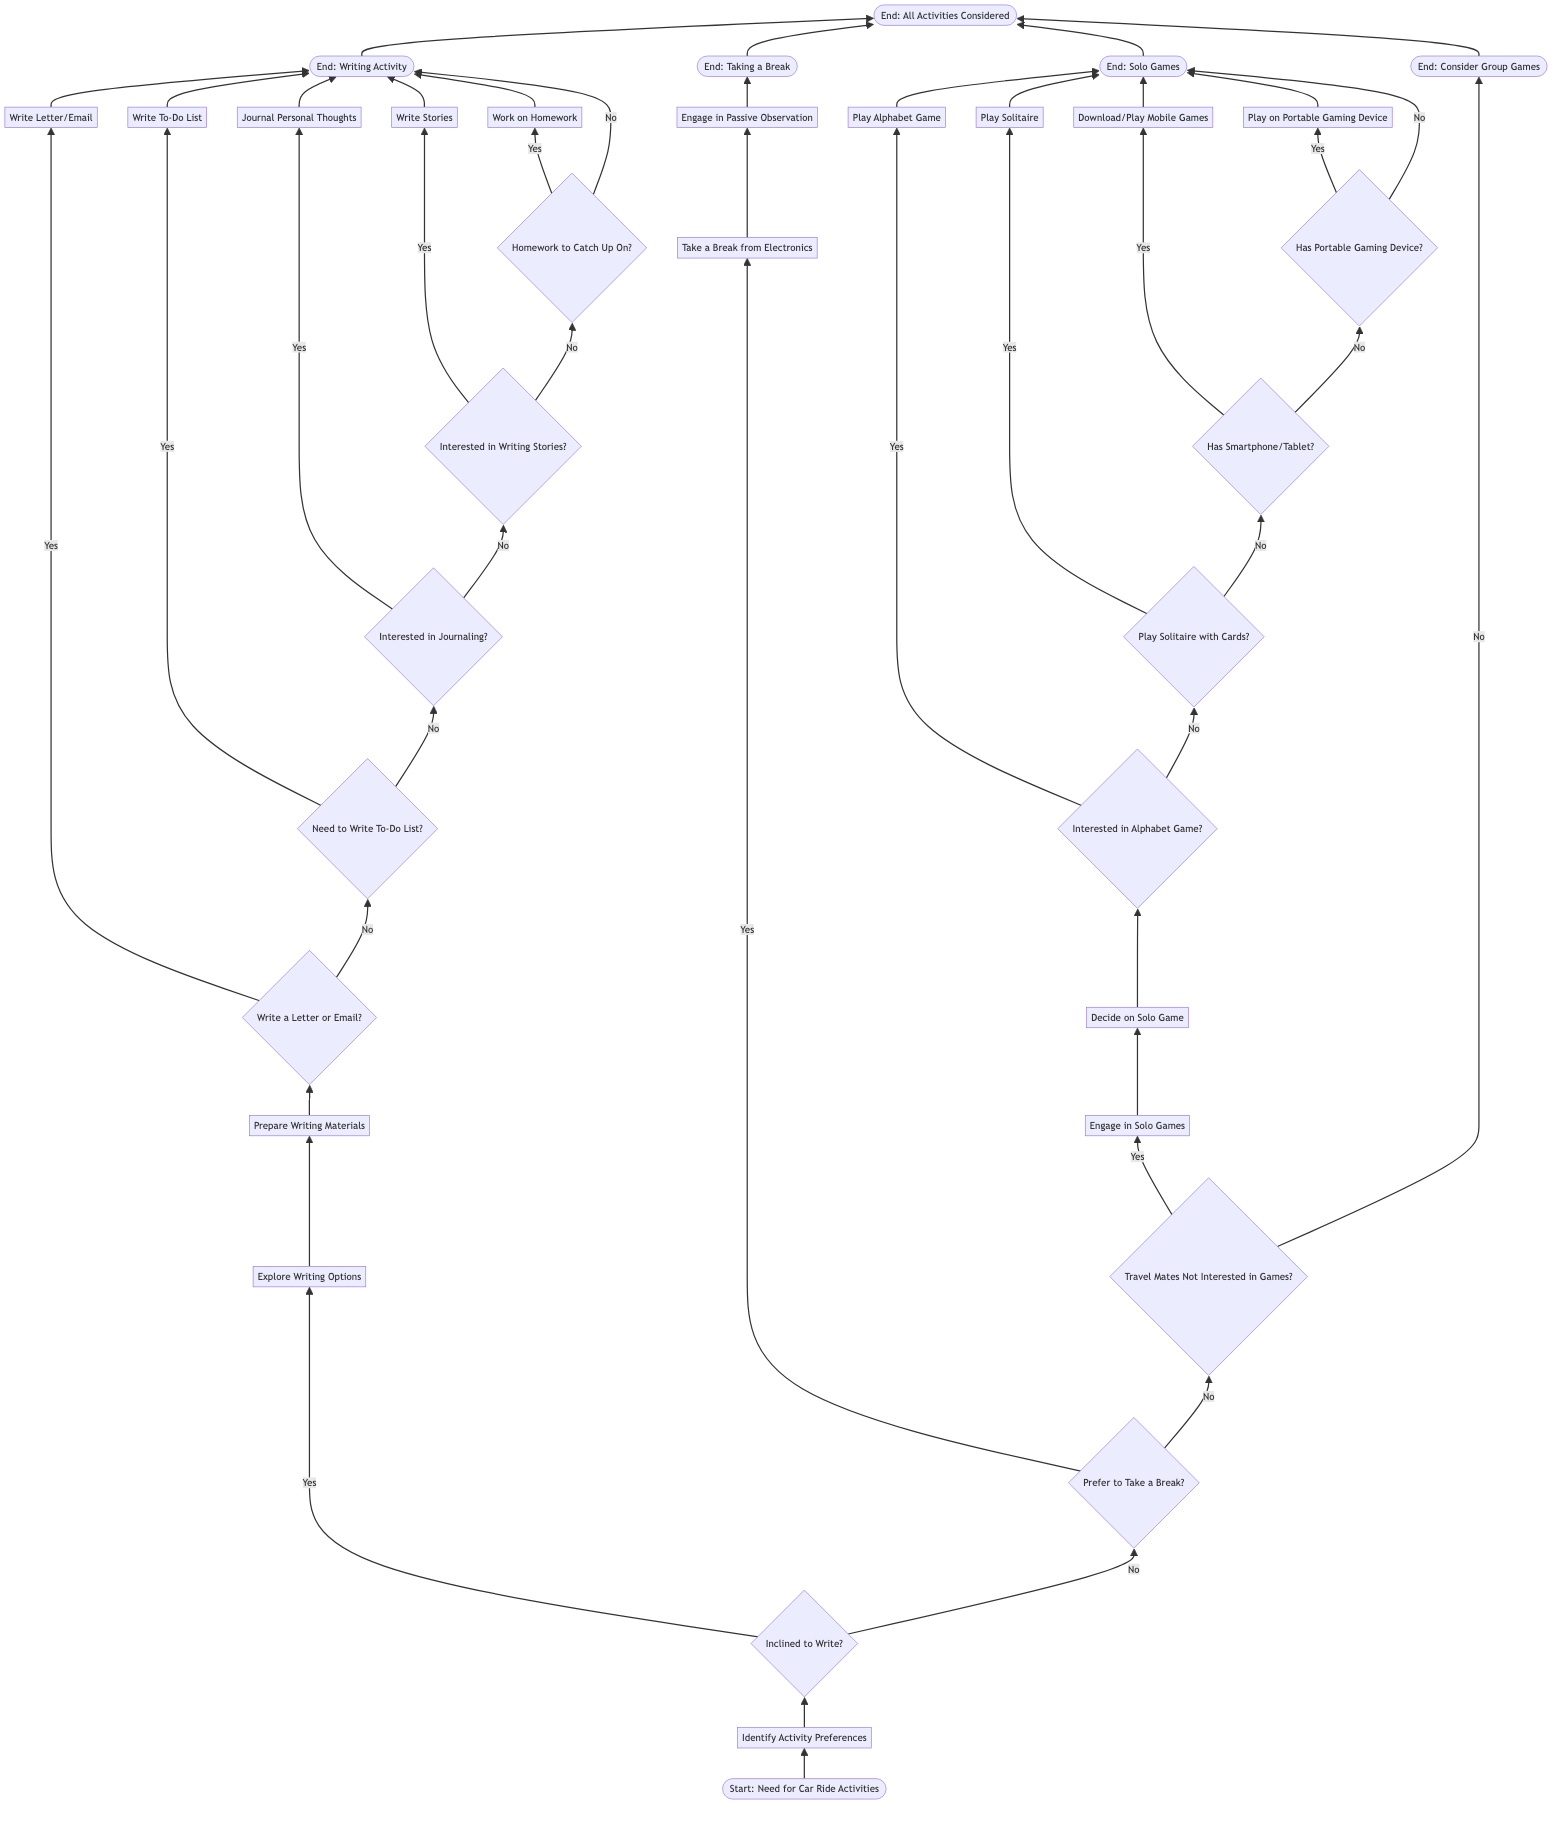 End: All Activities Considered
End: Writing Activity
End: Taking a Break
End: Solo Games
End: Consider Group Games
Write Letter/Email
Write To-Do List
Journal Personal Thoughts
Write Stories
Work on Homework
No
Engage in Passive Observation
Play Alphabet Game
Play Solitaire
Download/Play Mobile Games
Play on Portable Gaming Device
No
Yes
Yes
Yes
Homework to Catch Up On?
Take a Break from Electronics
Yes
Has Portable Gaming Device?
Yes
No
Yes
No
Yes
Interested in Writing Stories?
Yes
Has Smartphone/Tablet?
Yes
No
No
Interested in Journaling?
Play Solitaire with Cards?
No
No
No
Need to Write To-Do List?
Interested in Alphabet Game?
No
Yes
Write a Letter or Email?
Decide on Solo Game
Prepare Writing Materials
Engage in Solo Games
Yes
Explore Writing Options
Travel Mates Not Interested in Games?
No
Yes
Prefer to Take a Break?
No
Inclined to Write?
Identify Activity Preferences
Start: Need for Car Ride Activities